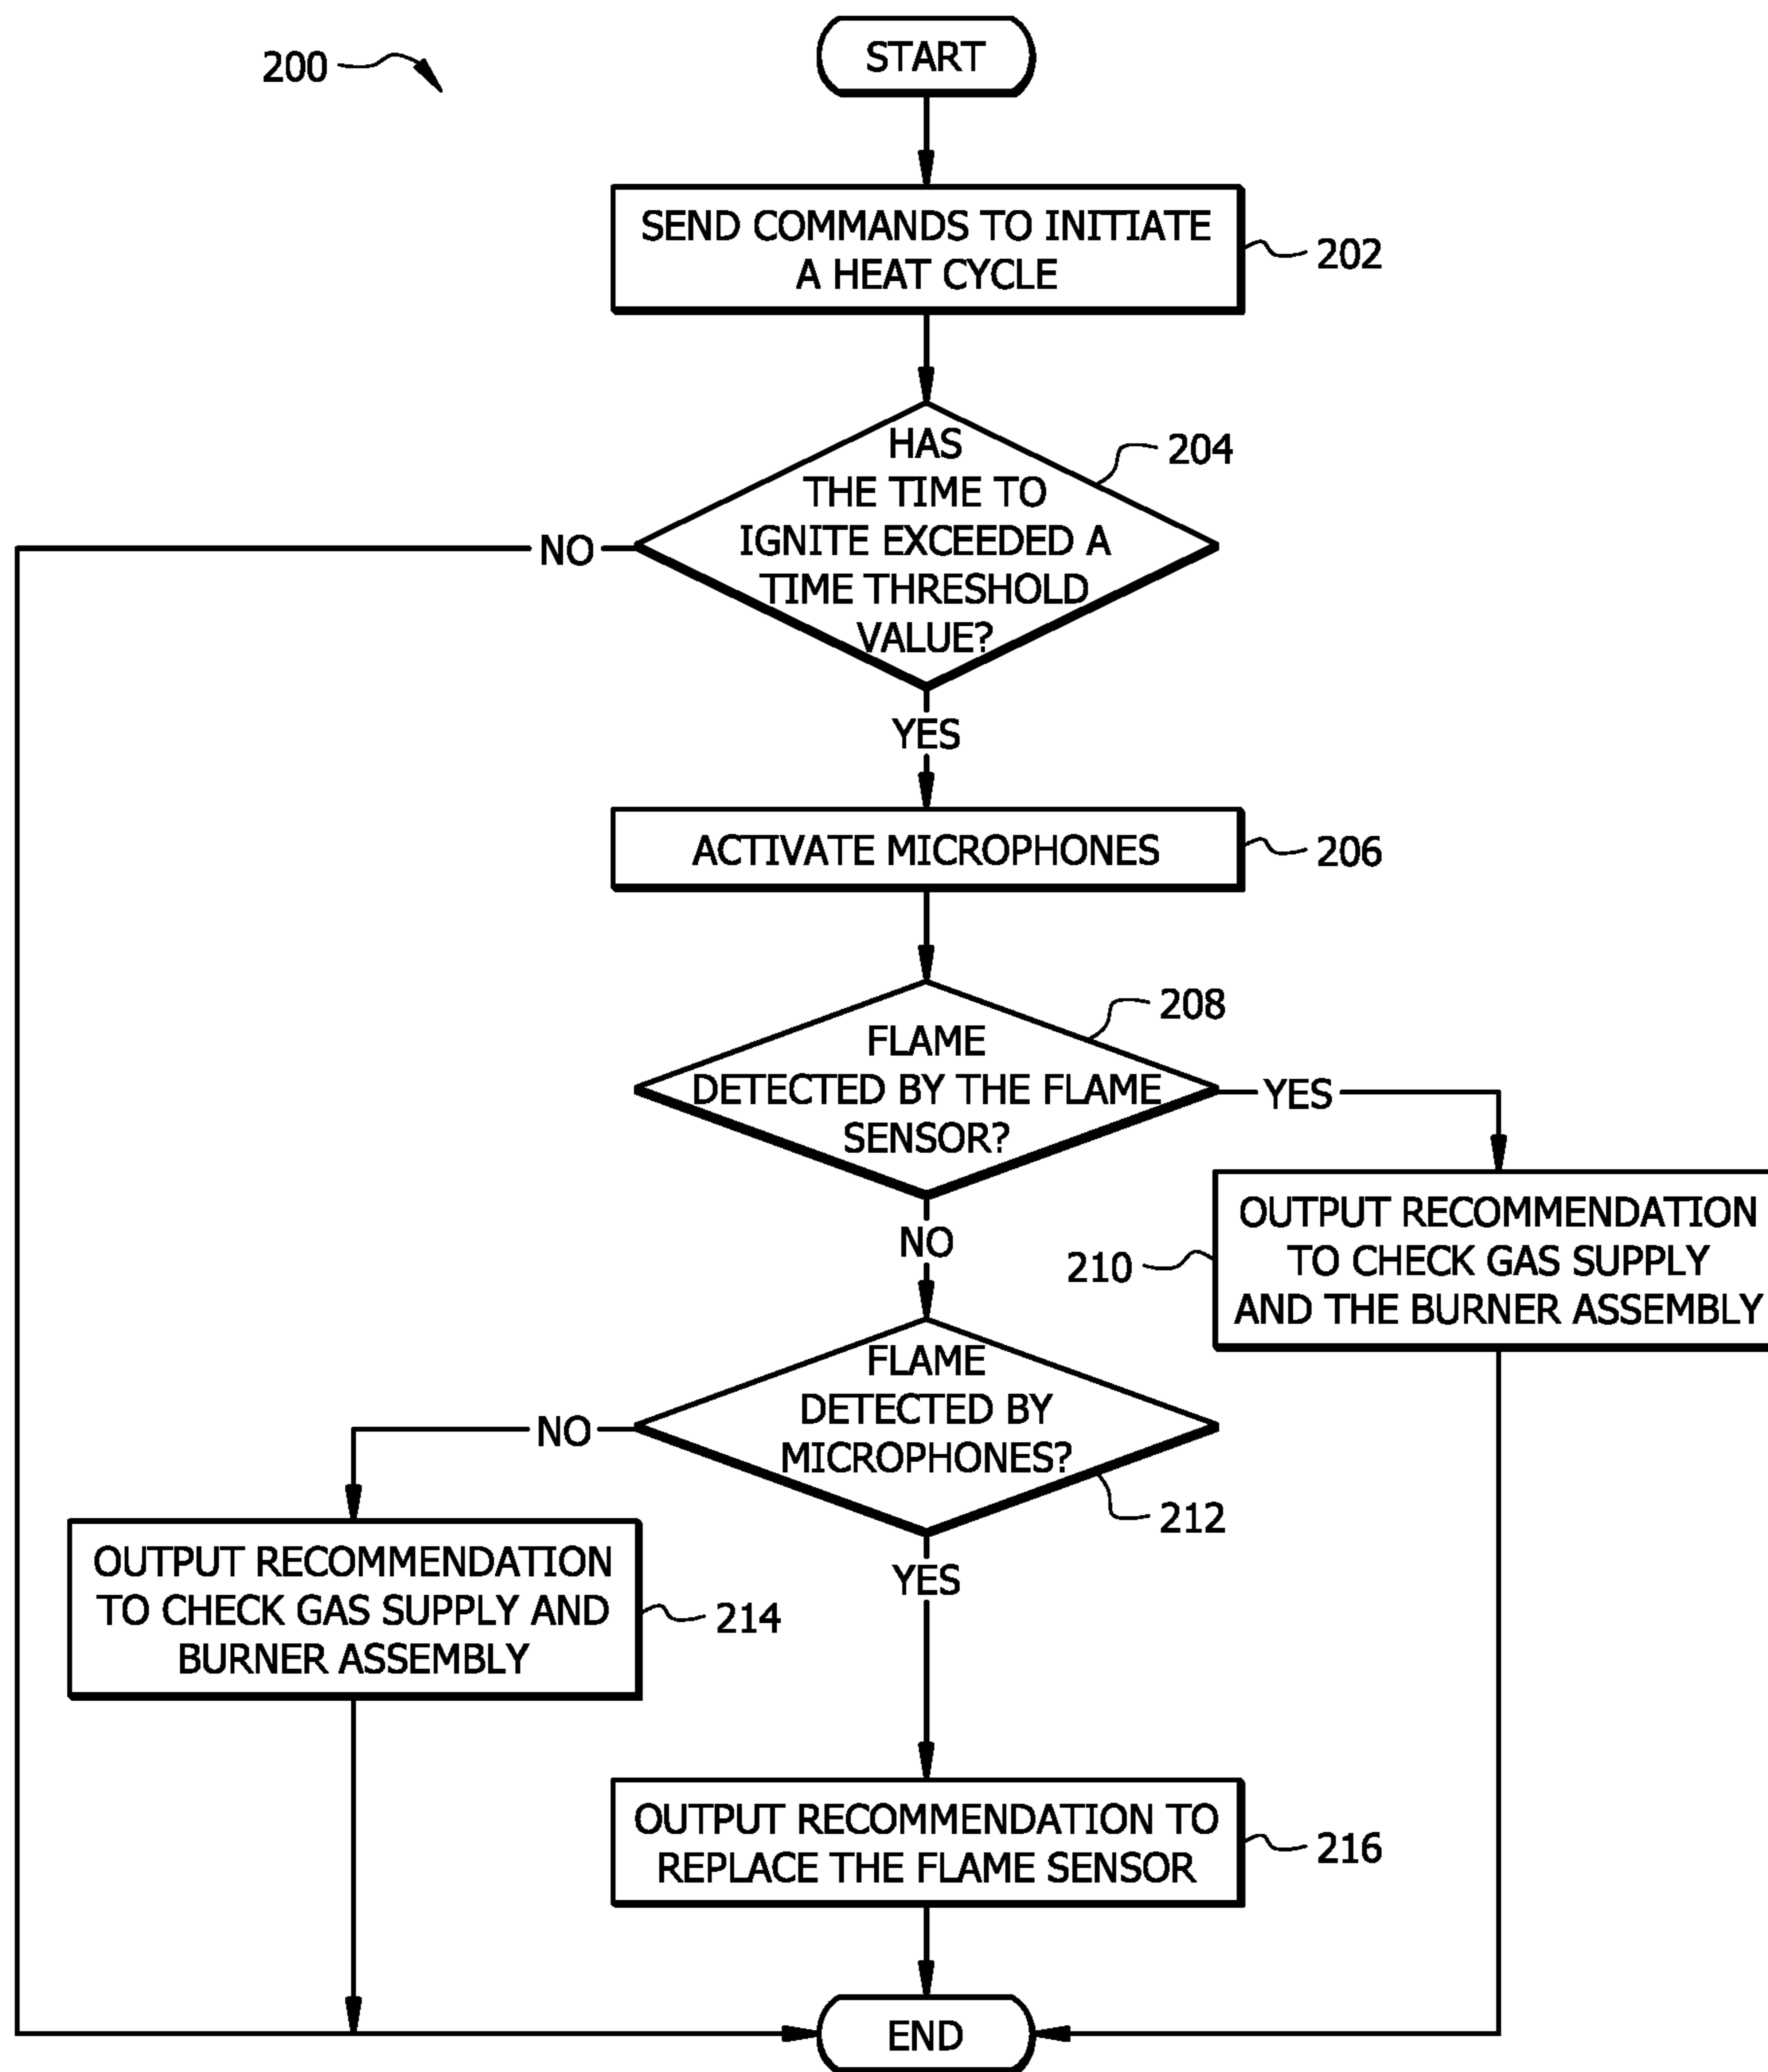 200
START
SEND COMMANDS TO INITIATE
A HEAT CYCLE
202
HAS
THE TIME TO
IGNITE EXCEEDED A
TIME THRESHOLD
VALUE?
204
NO
YES
ACTIVATE MICROPHONES
206
FLAME
DETECTED BY THE FLAME
SENSOR?
208
YES
NO
OUTPUT RECOMMENDATION
TO CHECK GAS SUPPLY
AND THE BURNER ASSEMBLY
210
FLAME
DETECTED BY
MICROPHONES?
212
NO
YES
OUTPUT RECOMMENDATION
TO CHECK GAS SUPPLY AND
BURNER ASSEMBLY
214
OUTPUT RECOMMENDATION TO
REPLACE THE FLAME SENSOR
216
END